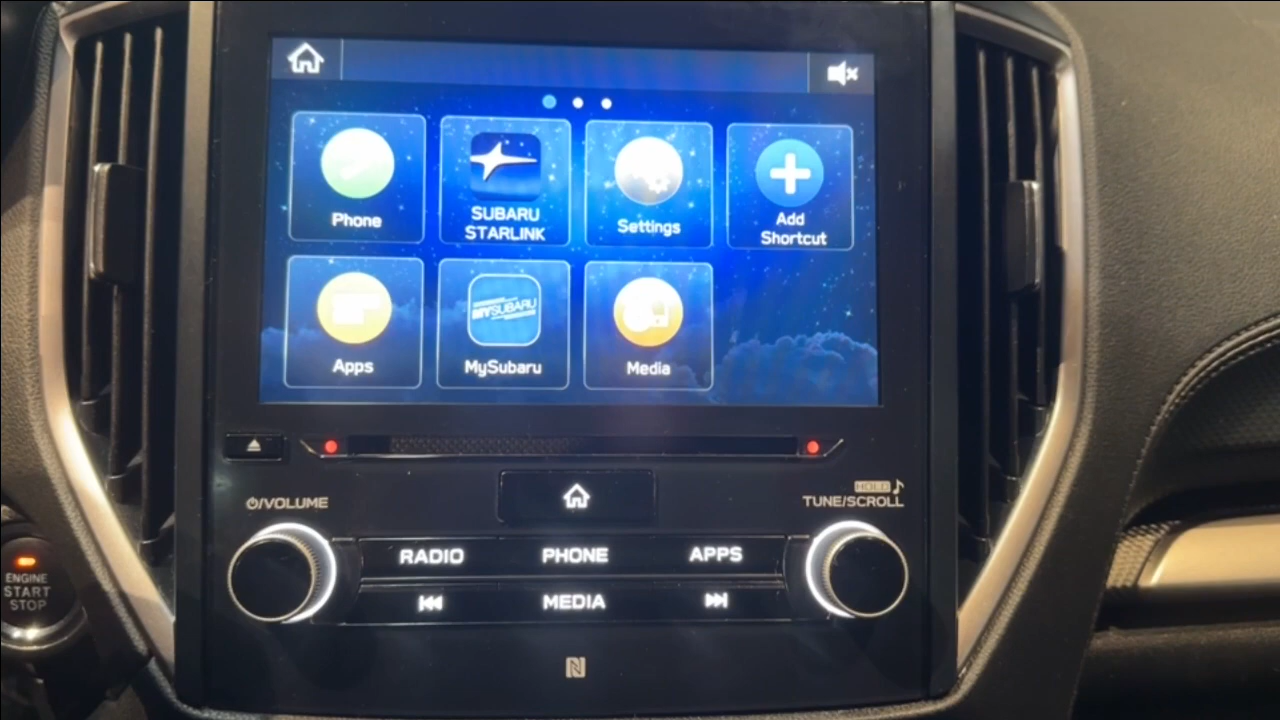 Phone
SUBARU
STARLINK
Settings
Add
Shortcut
Apps
MYSUBARU
MySubaru
Media
/VOLUME
HOLD
TUNE/SCROLL
RADIO
PHONE
APPS
MEDIA
ENGINE
START
STOP
N